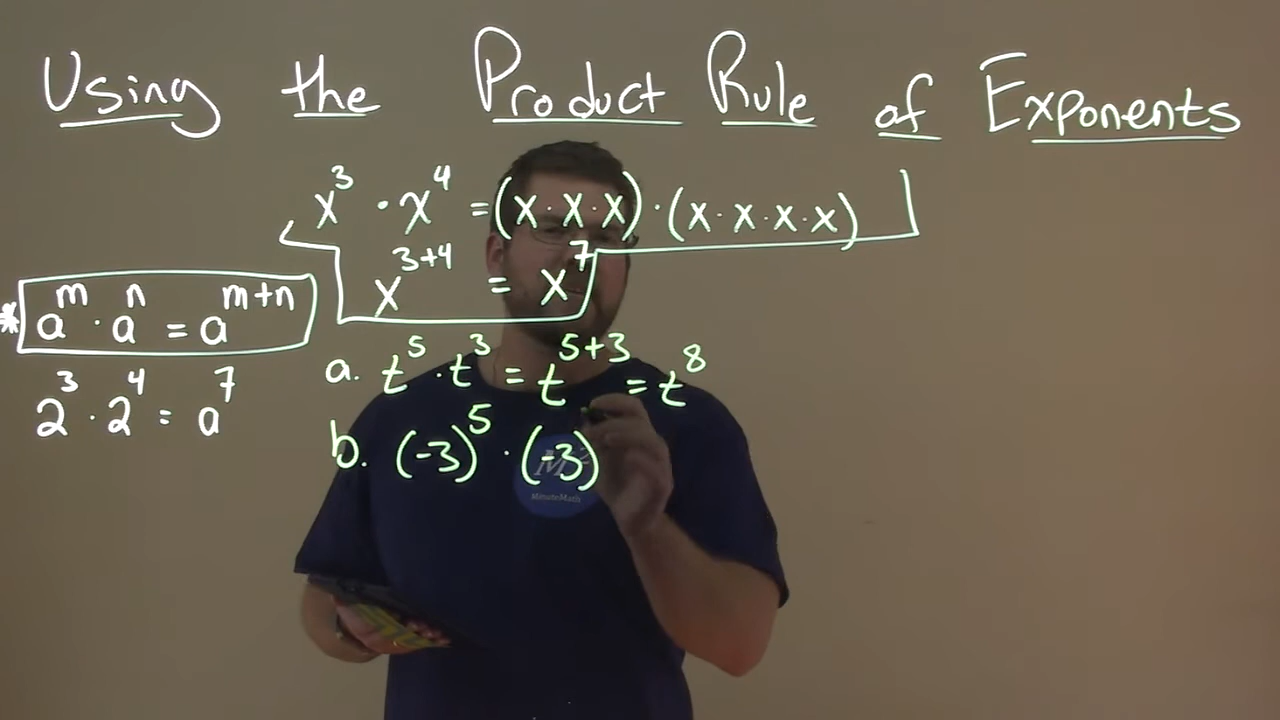 Using the Product Rule of Exponents
x³ · x⁴ = (x · x · x) · (x · x · x · x)
x³⁺⁴ = x⁷
* aᵐ · aⁿ = aᵐ⁺ⁿ
2³ · 2⁴ = a⁷
a. t⁵ · t³ = t⁵⁺³ = t⁸
b. (-3)⁵ · (-3)
M
MinuteMath